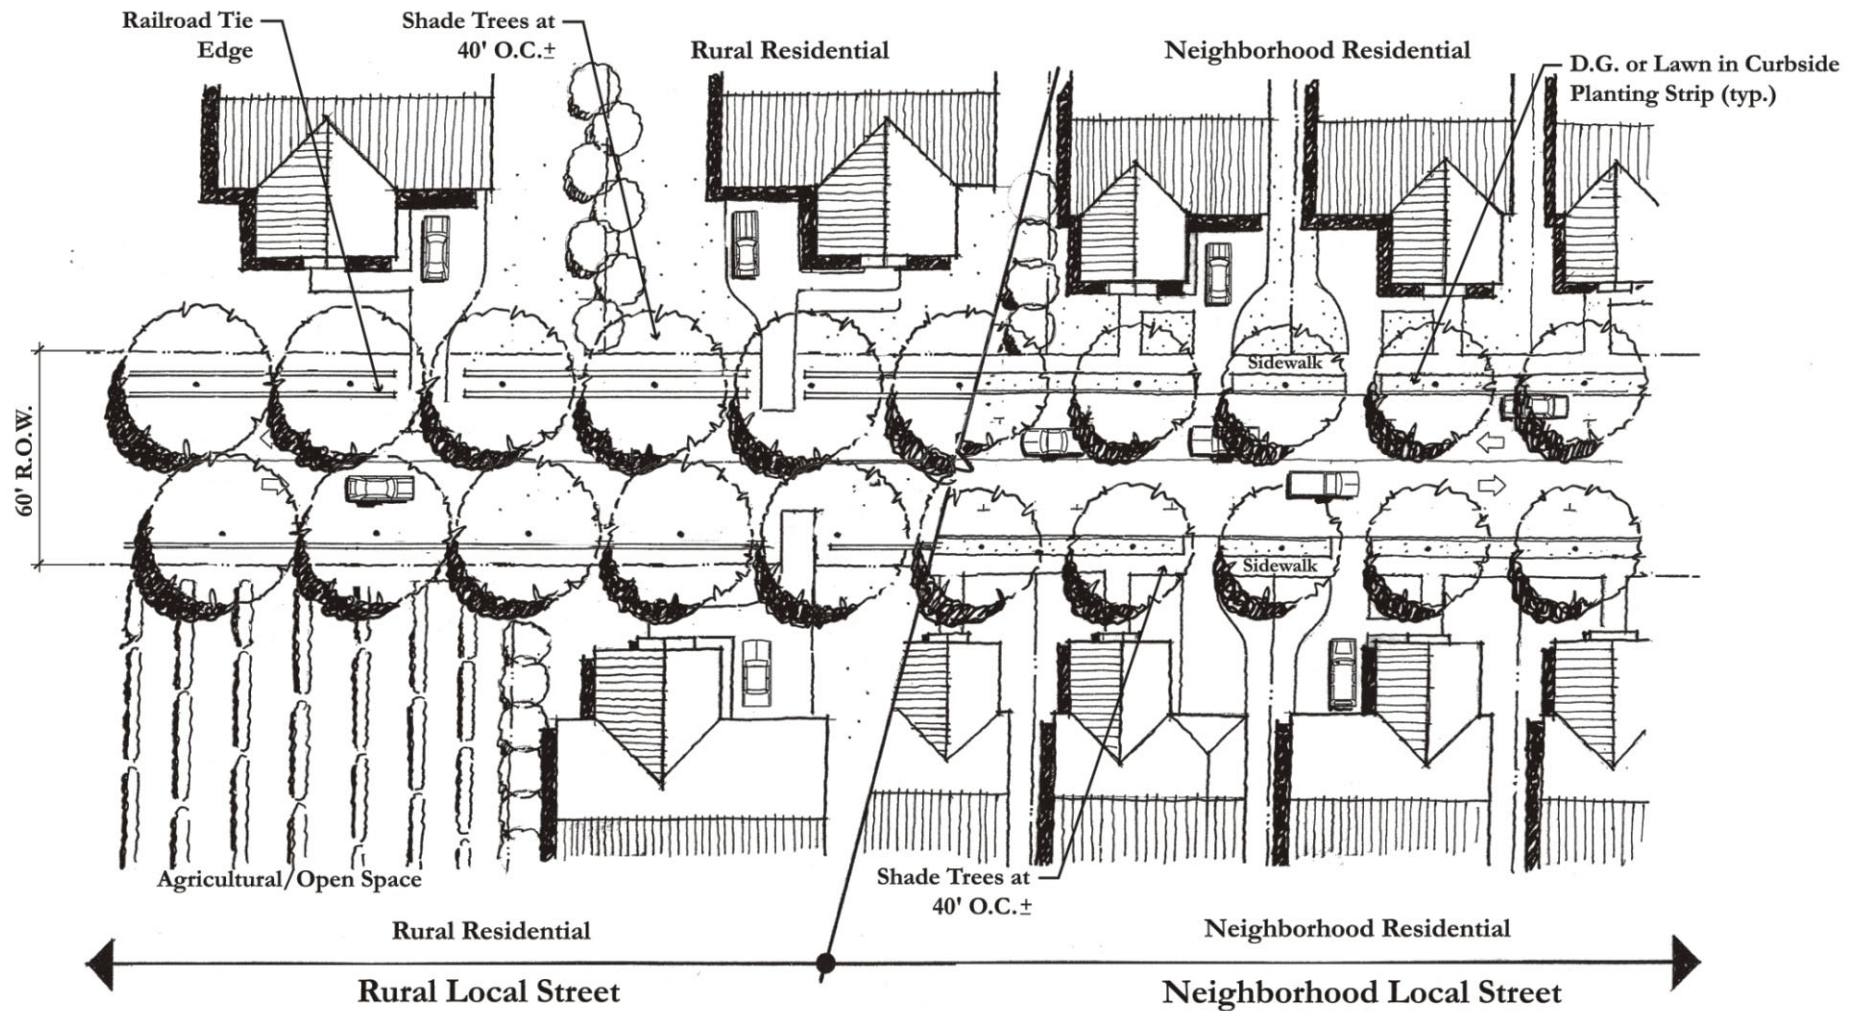 Railroad Tie
Edge
Shade Trees at
40' O.C.±
Rural Residential
Neighborhood Residential
D.G. or Lawn in Curbside
Planting Strip (typ.)
Sidewalk
60' R.O.W.
Sidewalk
Agricultural/Open Space
Shade Trees at
40' O.C.±
Rural Residential
Neighborhood Residential
Rural Local Street
Neighborhood Local Street